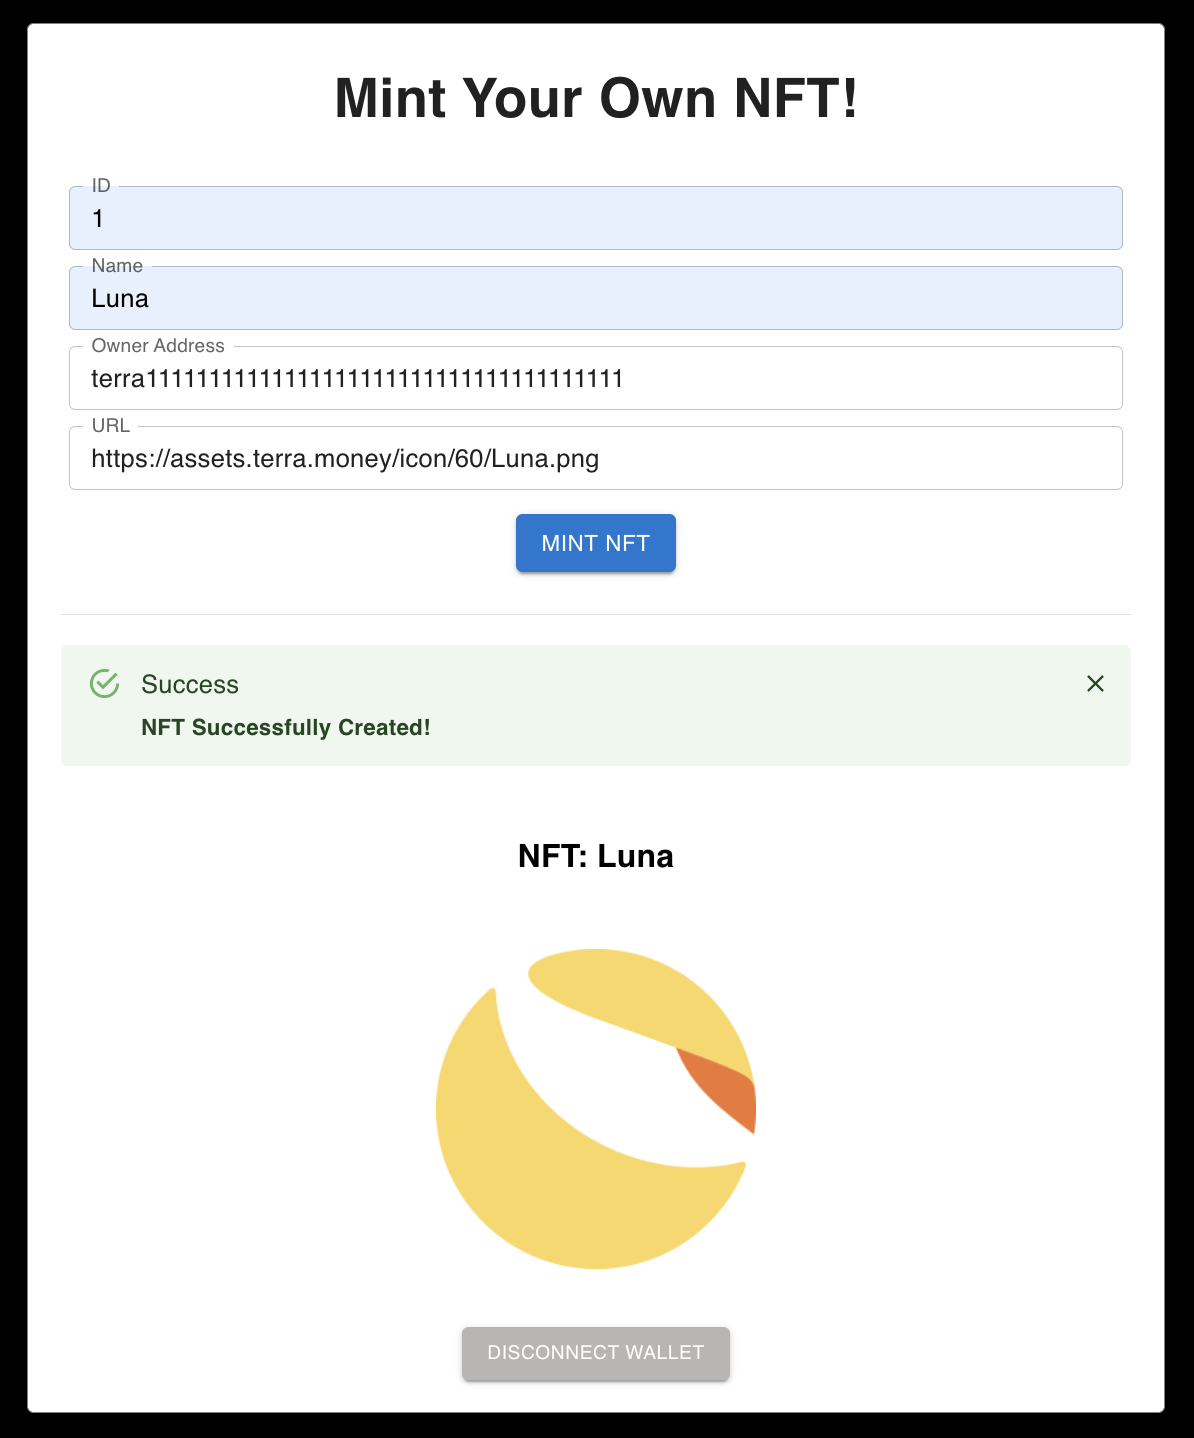 Mint Your Own NFT!
ID
1
Name
Luna
Owner Address
terra11111111111111111111111111111111111111
URL
https://assets.terra.money/icon/60/Luna.png
MINT NFT
Success
NFT Successfully Created!
NFT: Luna
DISCONNECT WALLET